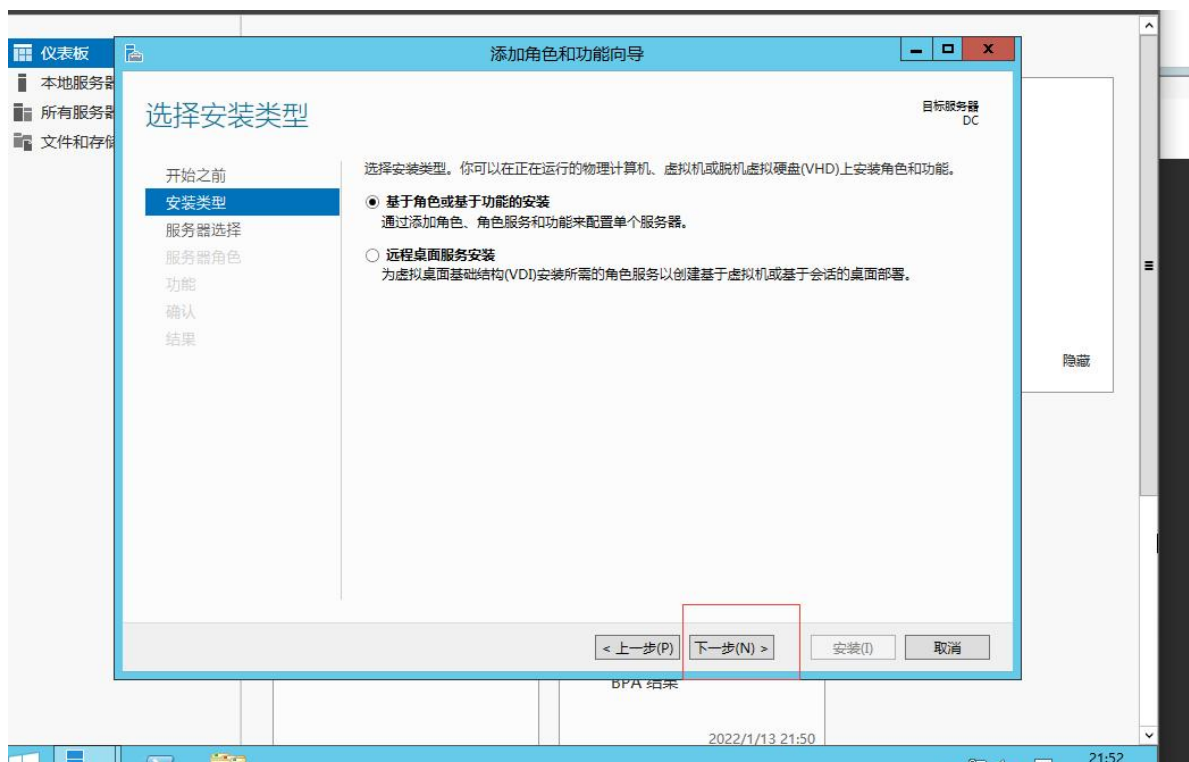 添加角色和功能向导
仪表板
本地服务器
所有服务器
文件和存储
选择安装类型
目标服务器
DC
开始之前
安装类型
服务器选择
服务器角色
功能
确认
结果
选择安装类型。你可以在正在运行的物理计算机、虚拟机或脱机虚拟硬盘(VHD)上安装角色和功能。
基于角色或基于功能的安装
通过添加角色、角色服务和功能来配置单个服务器。
远程桌面服务安装
为虚拟桌面基础结构(VDI)安装所需的角色服务以创建基于虚拟机或基于会话的桌面部署。
隐藏
< 上一步(P)
下一步(N) >
安装(I)
取消
BPA 结果
2022/1/13 21:50
21:52